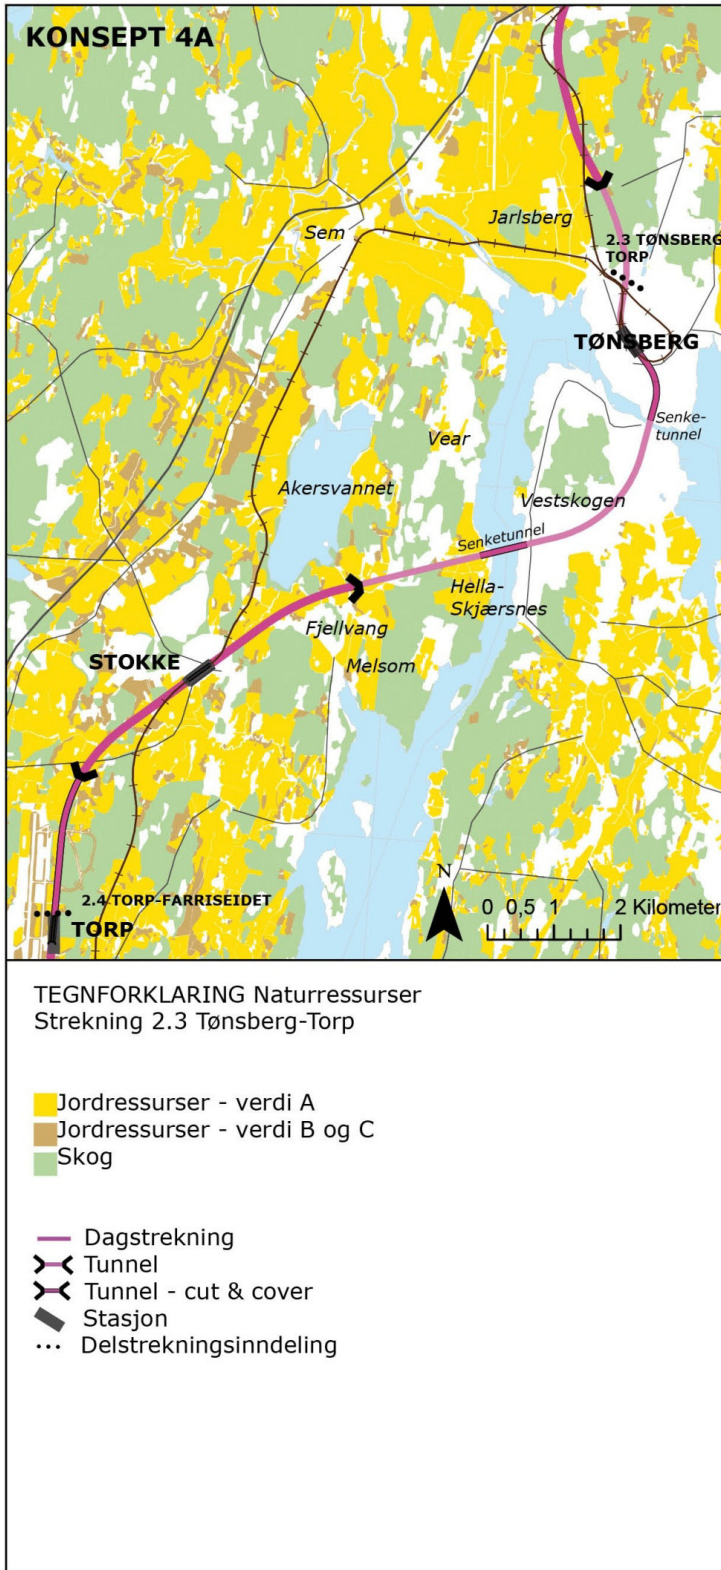 KONSEPT 4A
Jarlsberg
Sem
2.3 TØNSBERG
TORP
TØNSBERG
Senke-
tunnel
Vear
Akersvannet
Vestskogen
Senketunnel
Hella-
Skjærsnes
Fjellvang
STOKKE
Melsom
N
2.4 TORP-FARRISEIDET
0 0,5 1 2 Kilometer
TORP
TEGNFORKLARING Naturressurser
Strekning 2.3 Tønsberg-Torp
Jordressurser - verdi A
Jordressurser - verdi B og C
Skog
Dagstrekning
Tunnel
Tunnel - cut & cover
Stasjon
Delstrekningsinndeling